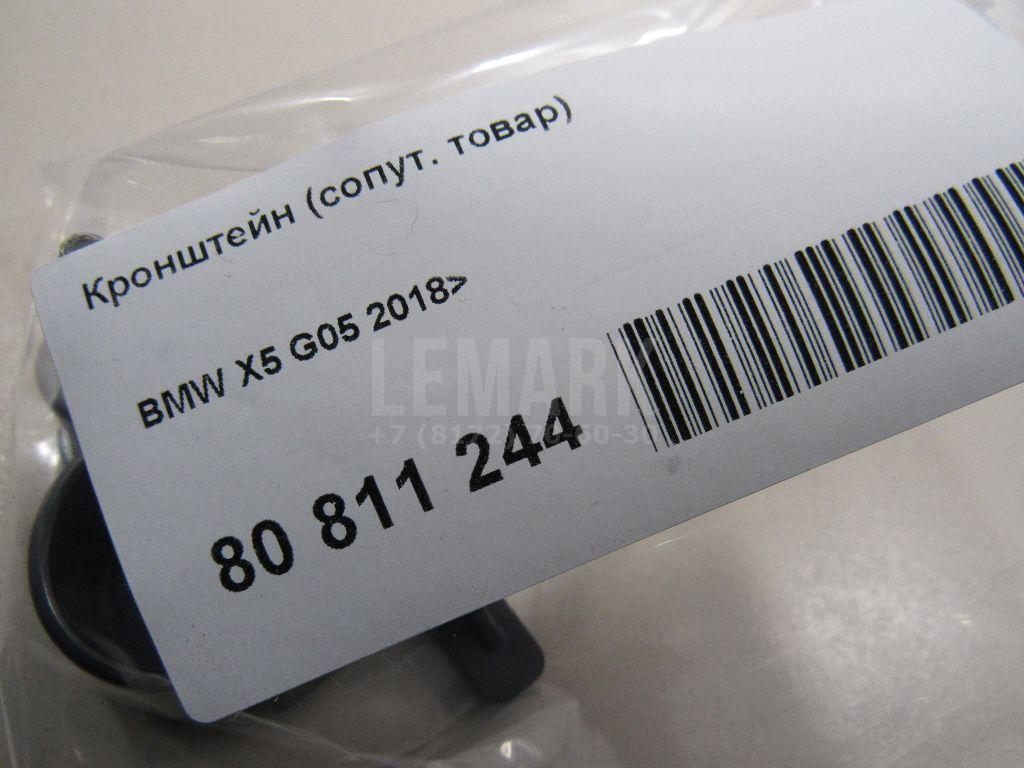 Кронштейн (сопут. товар)
BMW X5 G05 2018>
LEMARK
80 811 244